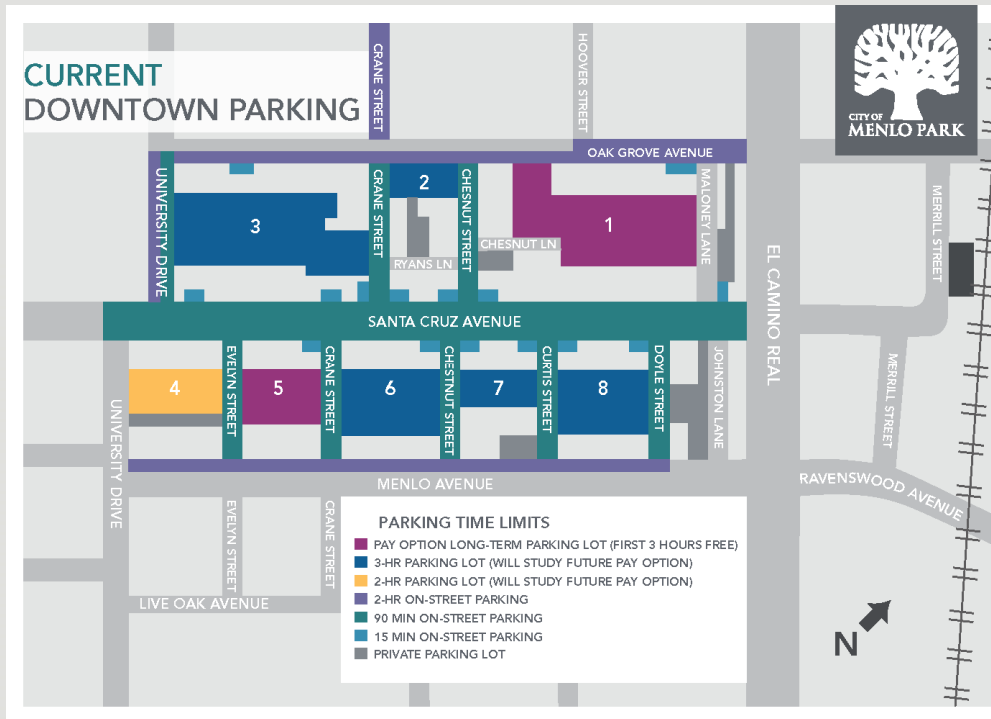 CURRENT
DOWNTOWN PARKING
CRANE STREET
HOOVER STREET
CITY OF
MENLO PARK
OAK GROVE AVENUE
UNIVERSITY DRIVE
3
CRANE STREET
2
CHESNUT STREET
RYANS LN
CHESNUT LN
1
MALONEY LANE
EL CAMINO REAL
MERRILL STREET
SANTA CRUZ AVENUE
UNIVERSITY DRIVE
4
EVELYN STREET
5
CRANE STREET
6
CHESTNUT STREET
7
CURTIS STREET
8
DOYLE STREET
JOHNSTON LANE
MERRILL STREET
MENLO AVENUE
RAVENSWOOD AVENUE
EVELYN STREET
CRANE STREET
LIVE OAK AVENUE
PARKING TIME LIMITS
PAY OPTION LONG-TERM PARKING LOT (FIRST 3 HOURS FREE)
3-HR PARKING LOT (WILL STUDY FUTURE PAY OPTION)
2-HR PARKING LOT (WILL STUDY FUTURE PAY OPTION)
2-HR ON-STREET PARKING
90 MIN ON-STREET PARKING
15 MIN ON-STREET PARKING
PRIVATE PARKING LOT
N